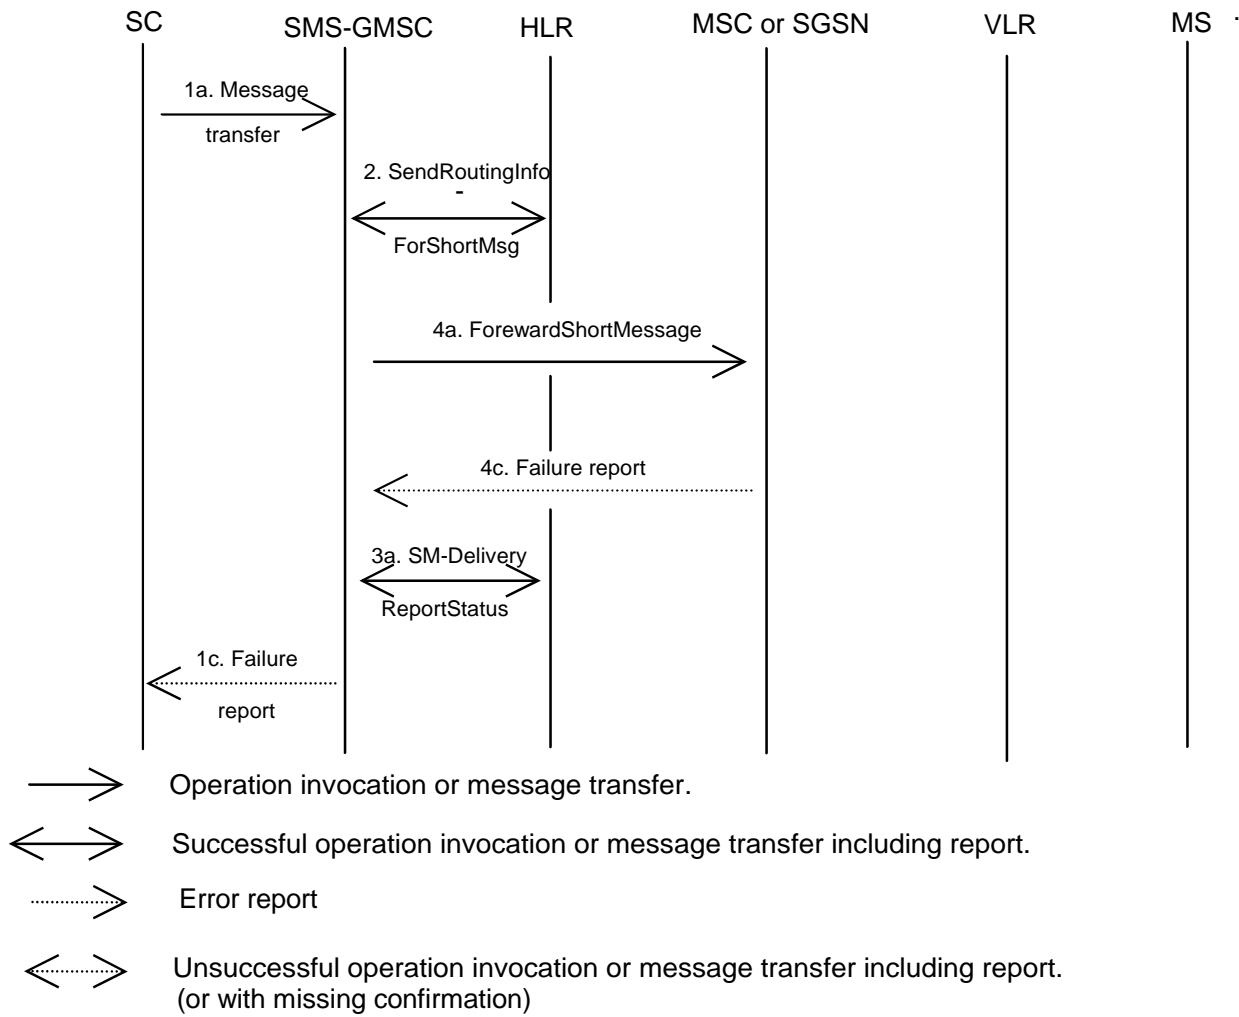 SC
SMS-GMSC
HLR
MSC or SGSN
VLR
MS
1a. Message
transfer
2. SendRoutingInfo
-
ForShortMsg
4a. ForewardShortMessage
4c. Failure report
3a. SM-Delivery
ReportStatus
1c. Failure
report
Operation invocation or message transfer.
Successful operation invocation or message transfer including report.
Error report
Unsuccessful operation invocation or message transfer including report.
(or with missing confirmation)